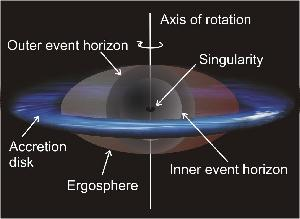 Axis of rotation
Outer event horizon
Singularity
Accretion
disk
Inner event horizon
Ergosphere